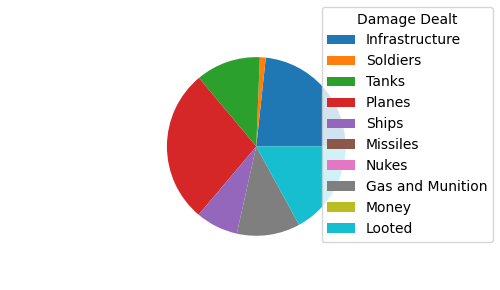 Damage Dealt
Infrastructure
Soldiers
Tanks
Planes
Ships
Missiles
Nukes
Gas and Munition
Money
Looted